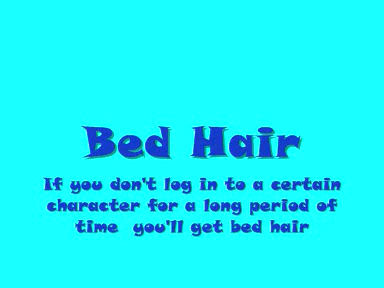 Bed Hair
If you don't log in to a certain
character for a long period of
time  you'll get bed hair